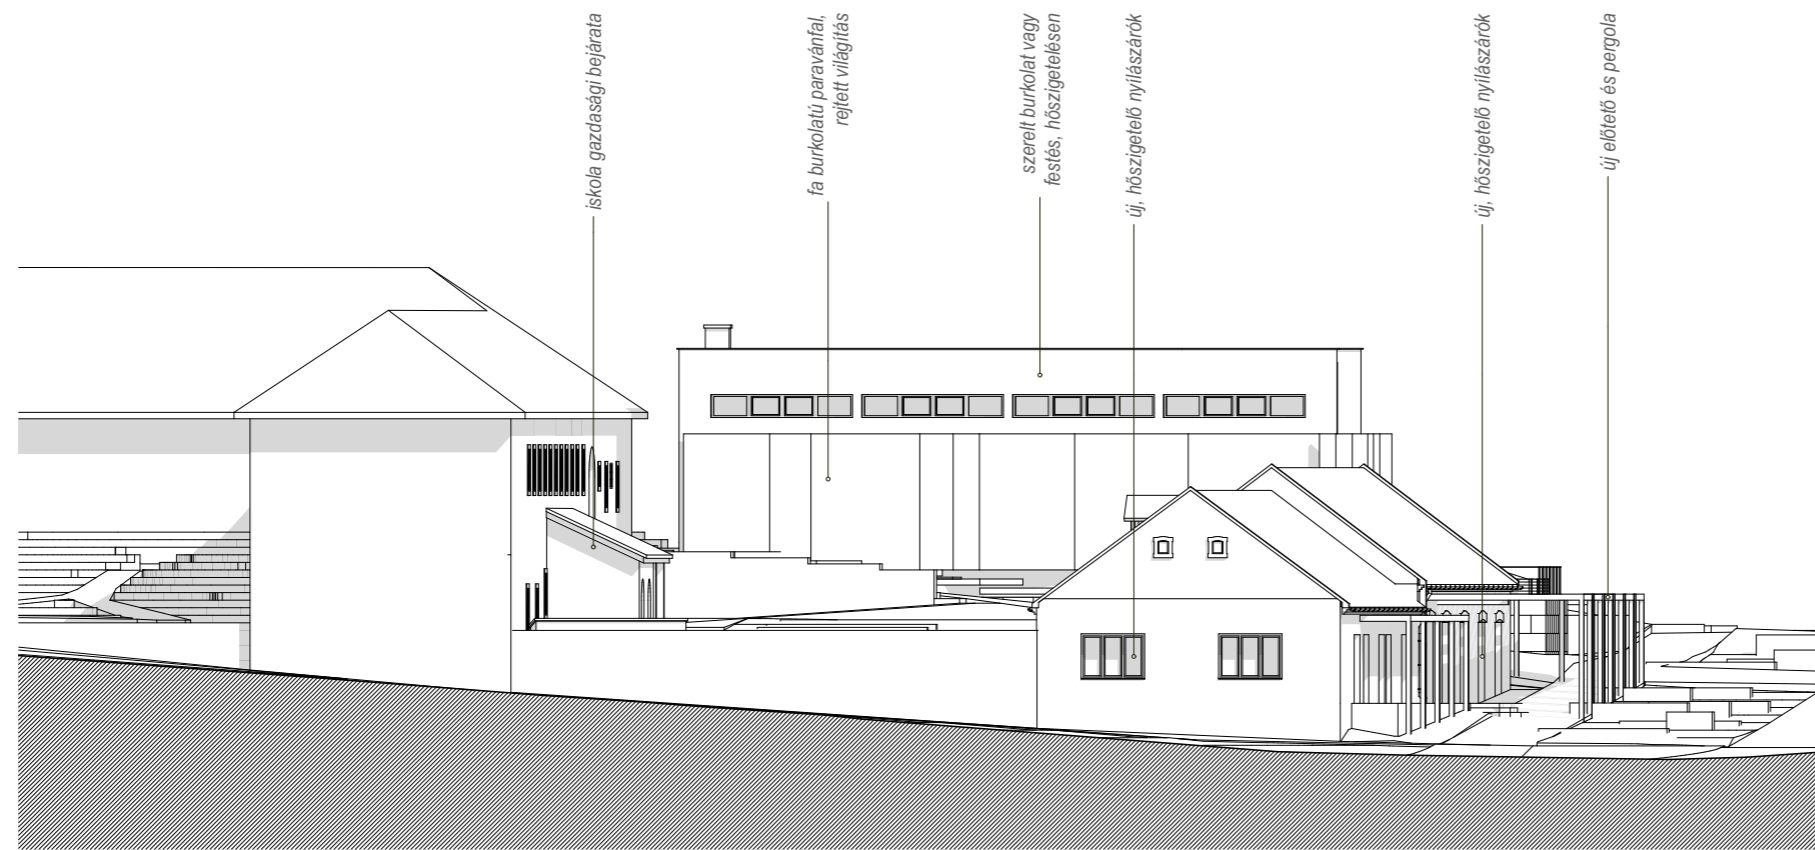 iskola gazdasági bejárata
fa burkolatú paravánfal,
rejtett világítás
szerelt burkolat vagy
festés, hőszigetelésen
új, hőszigetelő nyílászárók
új, hőszigetelő nyílászárók
új előtető és pergola